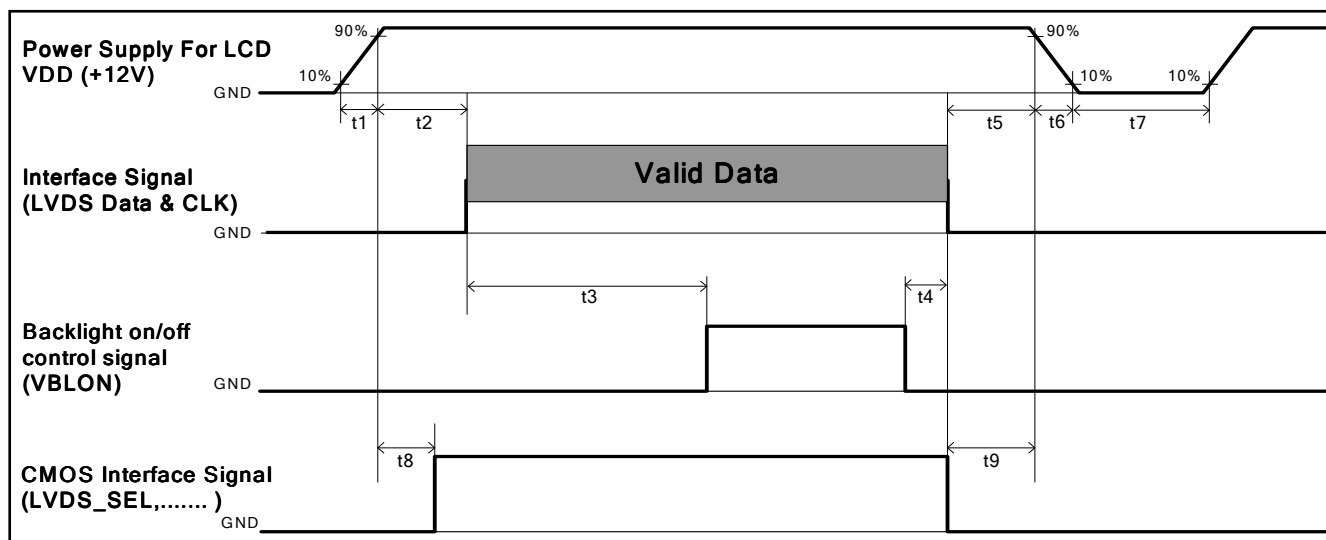 Power Supply For LCD
VDD (+12V)
90%
10%
GND
90%
10%
10%
t1
t2
t5
t6
t7
Interface Signal
(LVDS Data & CLK)
Valid Data
GND
t3
t4
Backlight on/off
control signal
(VBLON)
GND
t8
t9
CMOS Interface Signal
(LVDS_SEL,....... )
GND